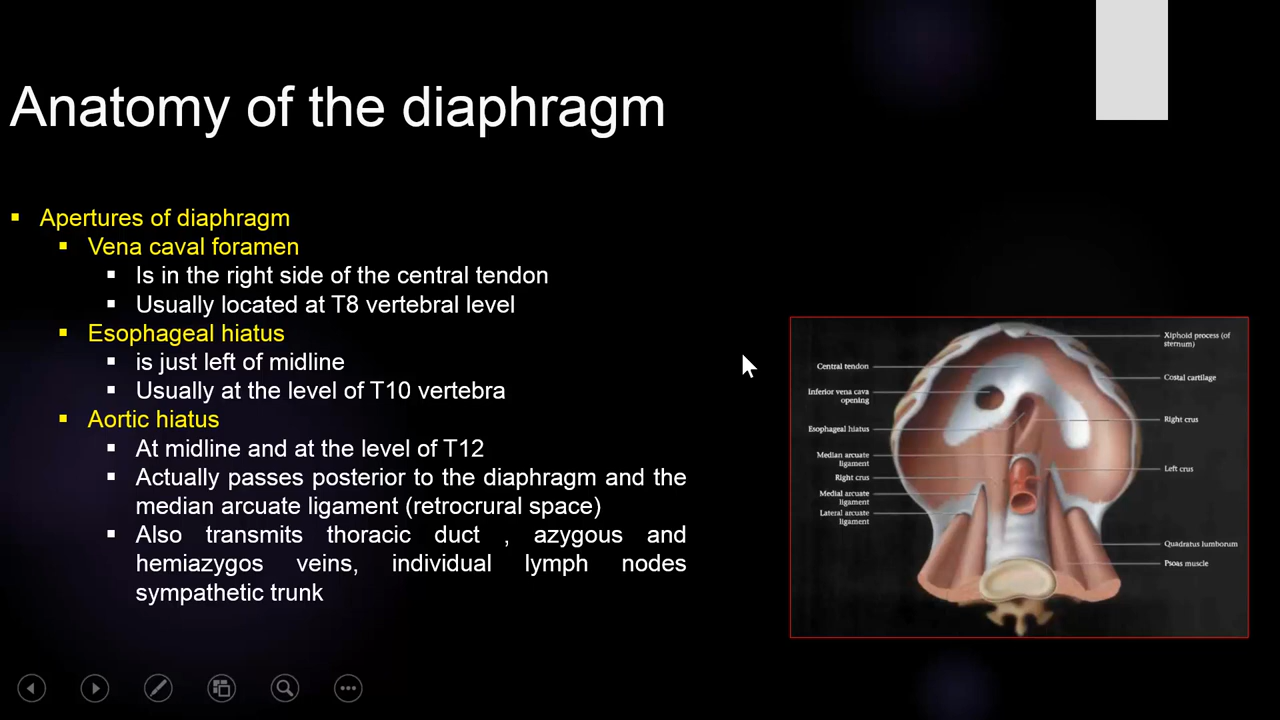 Anatomy of the diaphragm
Apertures of diaphragm
Vena caval foramen
Is in the right side of the central tendon
Usually located at T8 vertebral level
Esophageal hiatus
is just left of midline
Usually at the level of T10 vertebra
Aortic hiatus
At midline and at the level of T12
Actually passes posterior to the diaphragm and the
median arcuate ligament (retrocrural space)
Also transmits thoracic duct , azygous and
hemiazygos veins, individual lymph nodes
sympathetic trunk
Central tendon
Inferior vena cava
opening
Esophageal hiatus
Median arcuate
ligament
Right crus
Medial arcuate
ligament
Lateral arcuate
ligament
Xiphoid process (of
sternum)
Costal cartilage
Right crus
Left crus
Quadratus lumborum
Psoas muscle